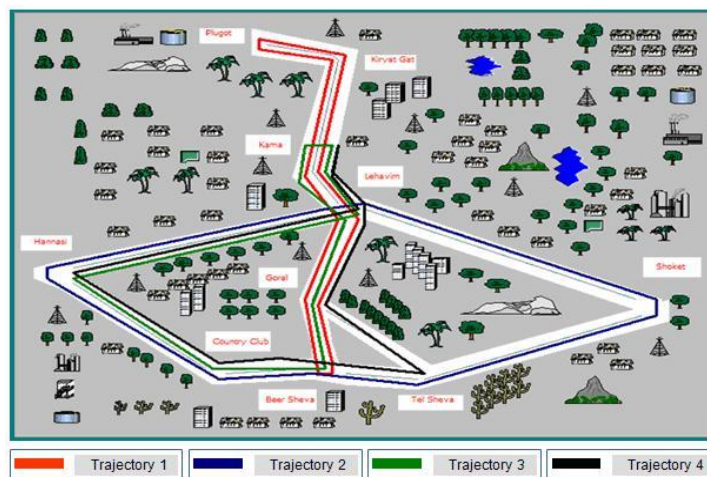 Plugot
Kiryat Gat
Kama
Lehavim
Hannasi
Goral
Shoket
Country Club
Beer Sheva
Tel Sheva
Trajectory 1
Trajectory 2
Trajectory 3
Trajectory 4